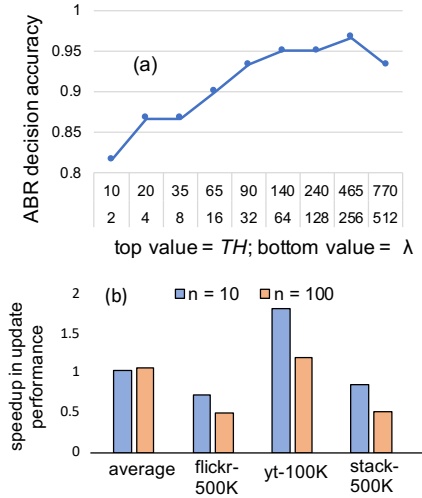 1
0.95
0.9
0.85
0.8
ABR decision accuracy
(a)
10 20 35 65 90 140 240 465 770
2 4 8 16 32 64 128 256 512
top value = TH; bottom value = λ
(b)
n = 10 n = 100
2
1.5
1
0.5
0
speedup in update
performance
average flickr-500K yt-100K stack-500K